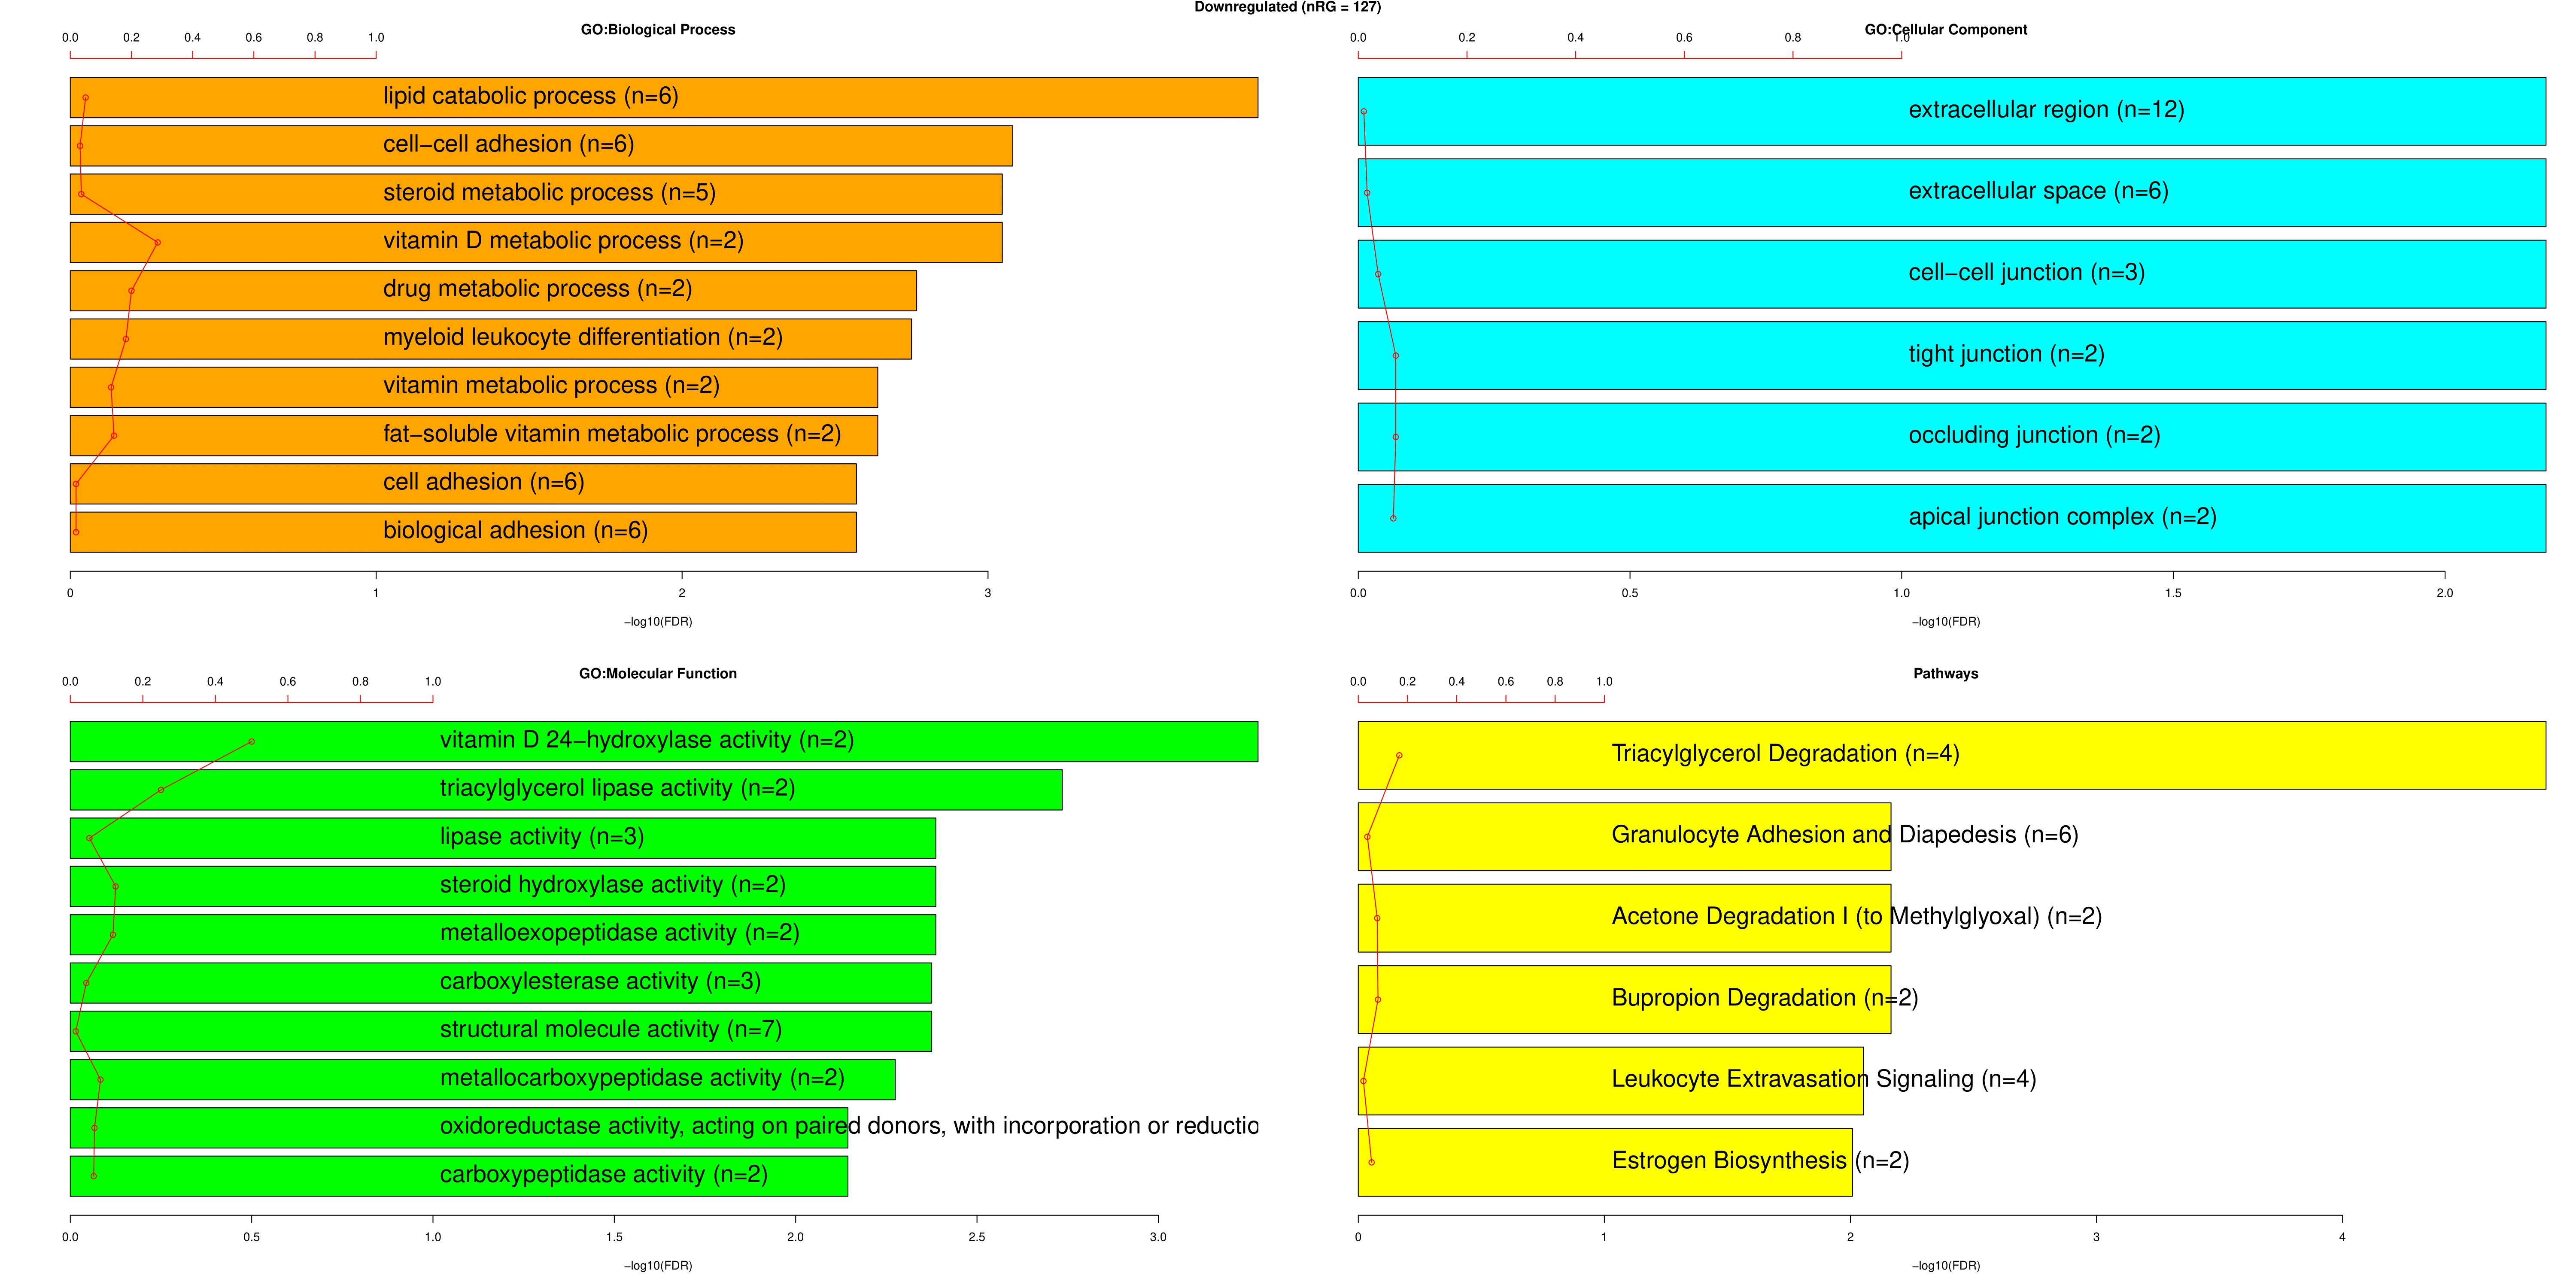 Downregulated (nRG = 127)
GO:Biological Process
0.0 0.2 0.4 0.6 0.8 1.0
lipid catabolic process (n=6)
cell−cell adhesion (n=6)
steroid metabolic process (n=5)
vitamin D metabolic process (n=2)
drug metabolic process (n=2)
myeloid leukocyte differentiation (n=2)
vitamin metabolic process (n=2)
fat−soluble vitamin metabolic process (n=2)
cell adhesion (n=6)
biological adhesion (n=6)
0 1 2 3
−log10(FDR)
GO:Cellular Component
0.0 0.2 0.4 0.6 0.8 1.0
extracellular region (n=12)
extracellular space (n=6)
cell−cell junction (n=3)
tight junction (n=2)
occluding junction (n=2)
apical junction complex (n=2)
0.0 0.5 1.0 1.5 2.0
−log10(FDR)
GO:Molecular Function
0.0 0.2 0.4 0.6 0.8 1.0
vitamin D 24−hydroxylase activity (n=2)
triacylglycerol lipase activity (n=2)
lipase activity (n=3)
steroid hydroxylase activity (n=2)
metalloexopeptidase activity (n=2)
carboxylesterase activity (n=3)
structural molecule activity (n=7)
metallocarboxypeptidase activity (n=2)
oxidoreductase activity, acting on paired donors, with incorporation or reductio
carboxypeptidase activity (n=2)
0.0 0.5 1.0 1.5 2.0 2.5 3.0
−log10(FDR)
Pathways
0.0 0.2 0.4 0.6 0.8 1.0
Triacylglycerol Degradation (n=4)
Granulocyte Adhesion and Diapedesis (n=6)
Acetone Degradation I (to Methylglyoxal) (n=2)
Bupropion Degradation (n=2)
Leukocyte Extravasation Signaling (n=4)
Estrogen Biosynthesis (n=2)
0 1 2 3 4
−log10(FDR)